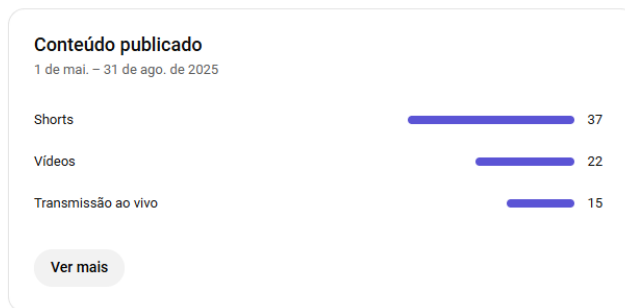 Conteúdo publicado
1 de mai. – 31 de ago. de 2025
Shorts 37
Vídeos 22
Transmissão ao vivo 15
Ver mais